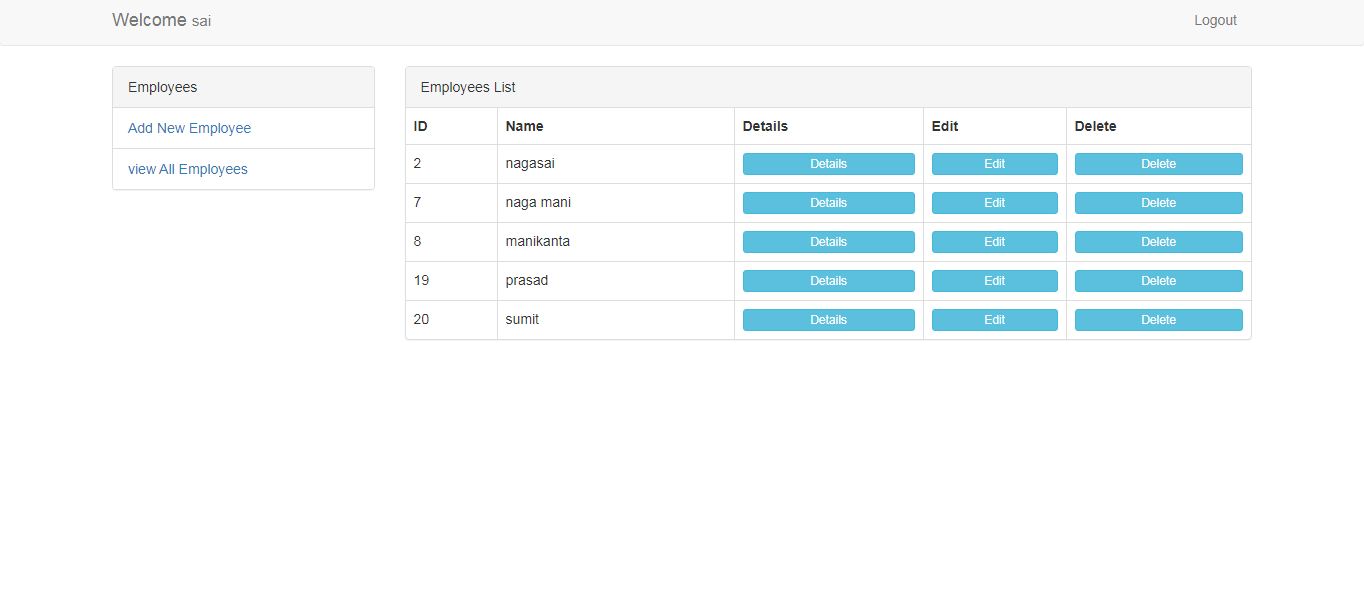 Welcome sai Logout
Employees
Add New Employee
view All Employees
Employees List
ID Name Details Edit Delete
2 nagasai Details Edit Delete
7 naga mani Details Edit Delete
8 manikanta Details Edit Delete
19 prasad Details Edit Delete
20 sumit Details Edit Delete